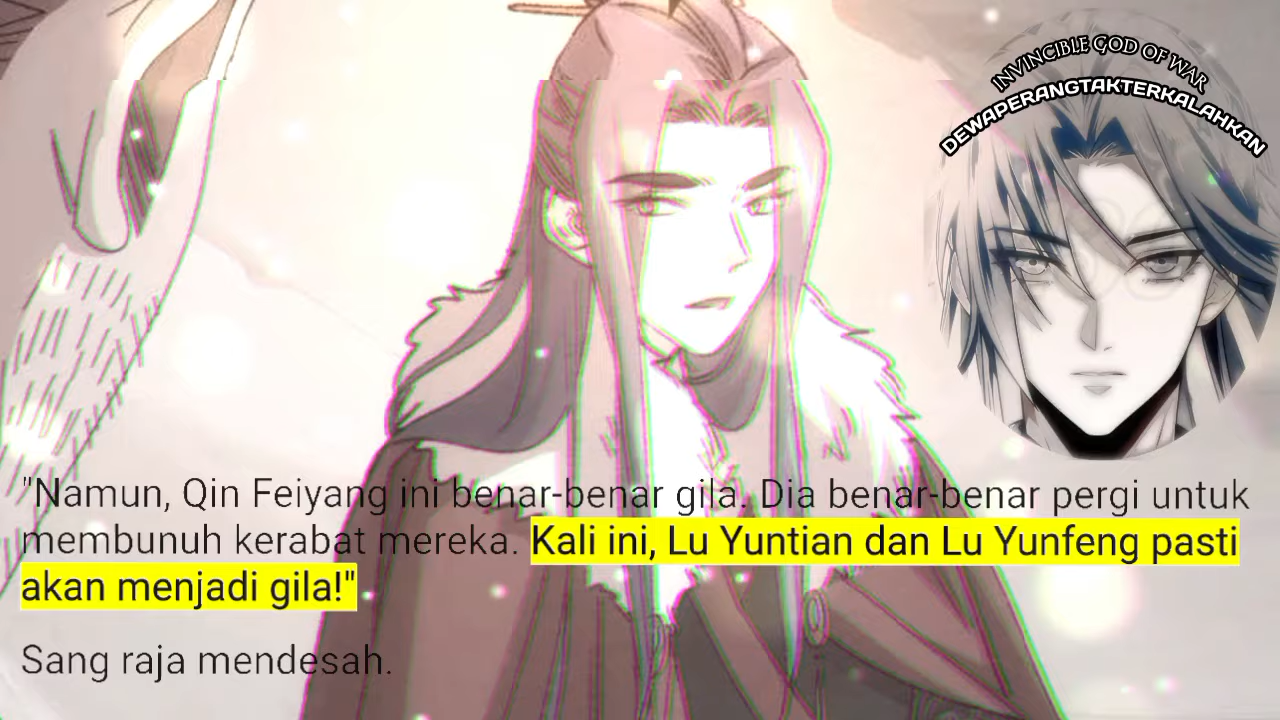 INVINCIBLE GOD OF WAR
DEWAPERANGTAKTERKALAHKAN
"Namun, Qin Feiyang ini benar-benar gila. Dia benar-benar pergi untuk
membunuh kerabat mereka. Kali ini, Lu Yuntian dan Lu Yunfeng pasti
akan menjadi gila!"
Sang raja mendesah.